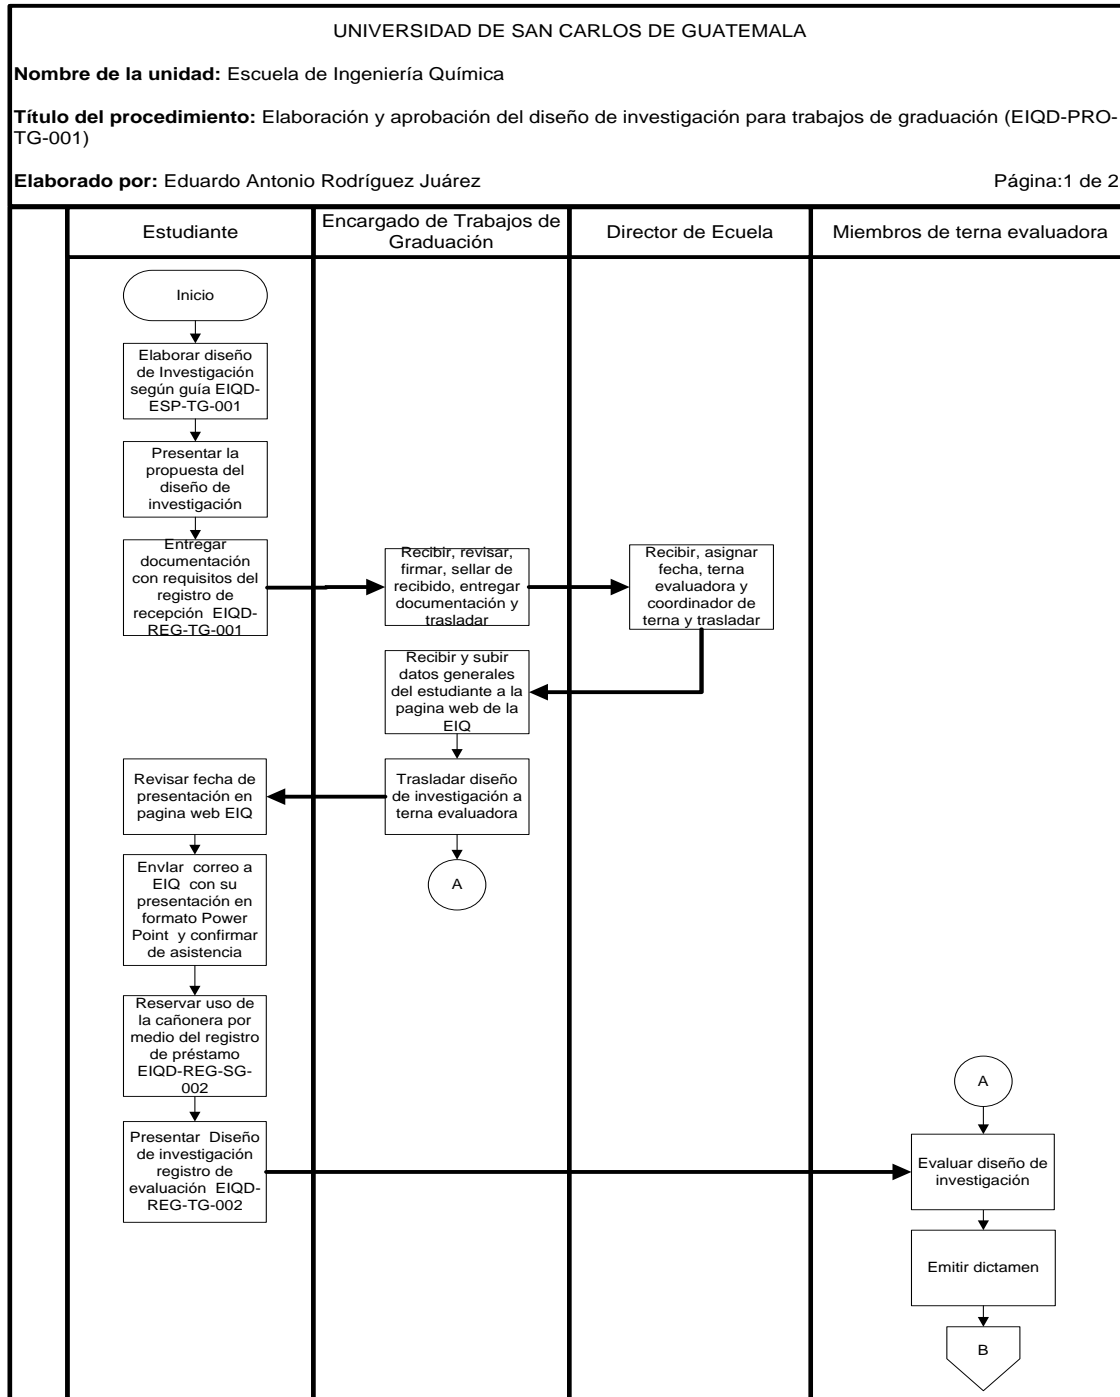 UNIVERSIDAD DE SAN CARLOS DE GUATEMALA
Nombre de la unidad: Escuela de Ingeniería Química
Título del procedimiento: Elaboración y aprobación del diseño de investigación para trabajos de graduación (EIQD-PRO-
TG-001)
Elaborado por: Eduardo Antonio Rodríguez Juárez
Página:1 de 2
Estudiante
Encargado de Trabajos de
Graduación
Director de Ecuela
Miembros de terna evaluadora
Inicio
Elaborar diseño
de Investigación
según guía EIQD-
ESP-TG-001
Presentar la
propuesta del
diseño de
investigación
Entregar
documentación
con requisitos del
registro de
recepción EIQD-
REG-TG-001
Recibir, revisar,
firmar, sellar de
recibido, entregar
documentación y
trasladar
Recibir, asignar
fecha, terna
evaluadora y
coordinador de
terna y trasladar
Recibir y subir
datos generales
del estudiante a la
pagina web de la
EIQ
Revisar fecha de
presentación en
pagina web EIQ
Trasladar diseño
de investigación a
terna evaluadora
A
EnvIar correo a
EIQ con su
presentación en
formato Power
Point y confirmar
de asistencia
Reservar uso de
la cañonera por
medio del registro
de préstamo
EIQD-REG-SG-
002
A
Presentar Diseño
de investigación
registro de
evaluación EIQD-
REG-TG-002
Evaluar diseño de
investigación
Emitir dictamen
B